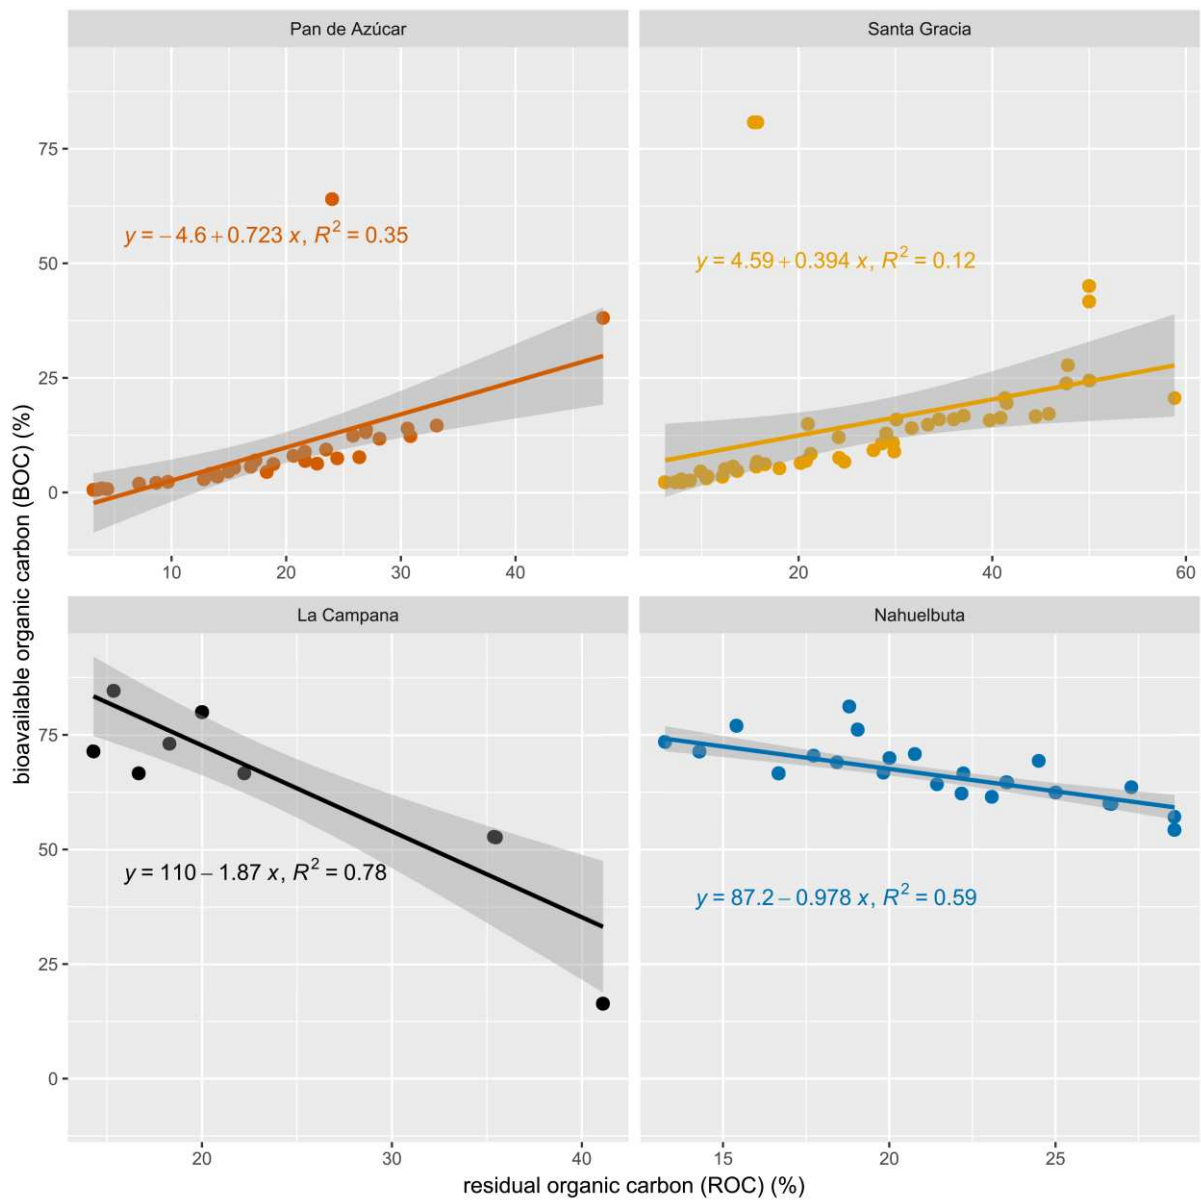 Pan de Azúcar
Santa Gracia
75
50
25
0
y = − 4.6 + 0.723 x, R² = 0.35
y = 4.59 + 0.394 x, R² = 0.12
10 20 30 40
20 40 60
La Campana
Nahuelbuta
75
50
25
0
y = 110 − 1.87 x, R² = 0.78
y = 87.2 − 0.978 x, R² = 0.59
20 30 40
15 20 25
bioavailable organic carbon (BOC) (%)
residual organic carbon (ROC) (%)